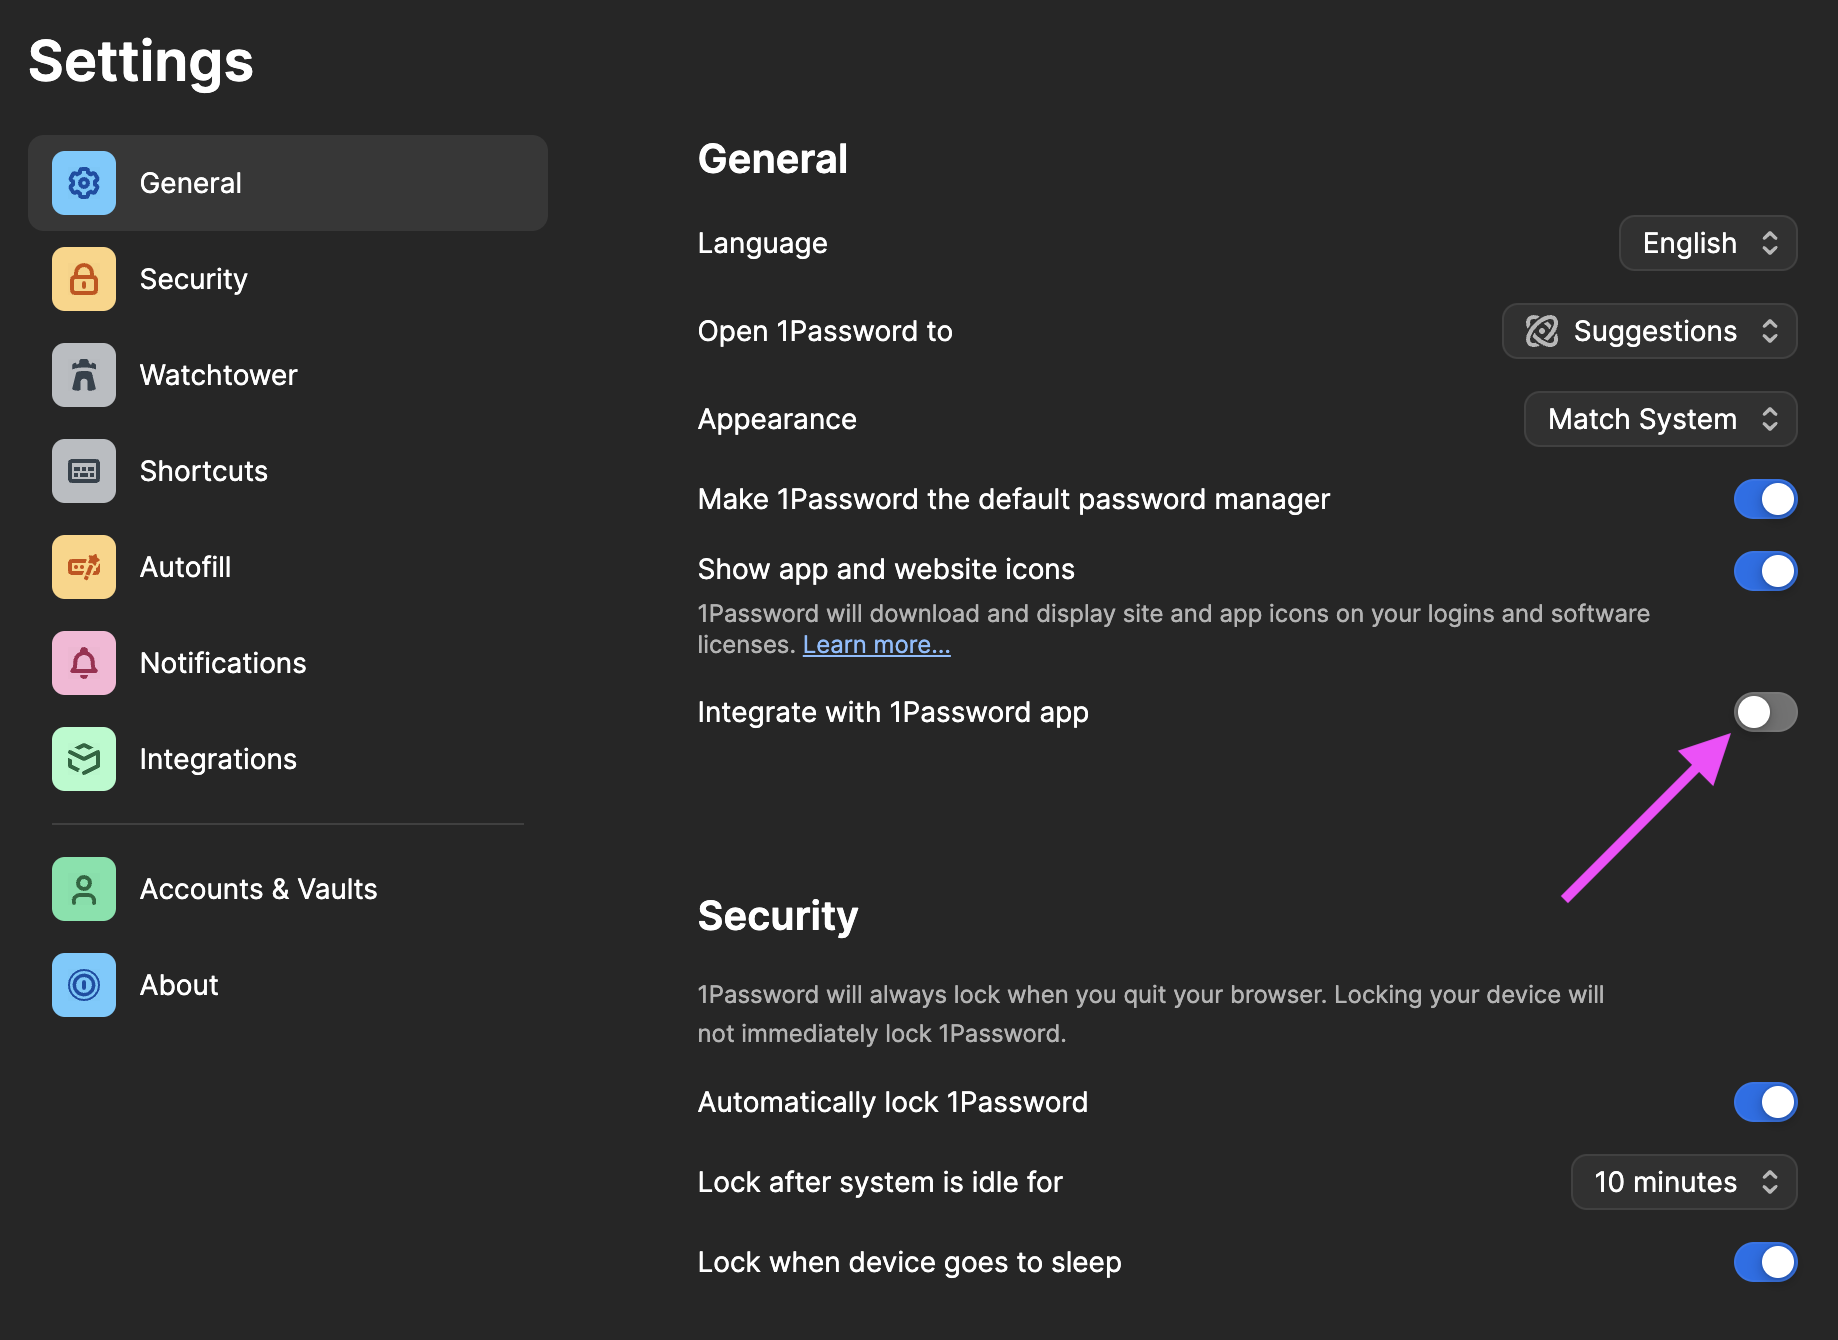 Settings
General
Security
Watchtower
Shortcuts
Autofill
Notifications
Integrations
Accounts & Vaults
About
General
Language
English
Open 1Password to
Suggestions
Appearance
Match System
Make 1Password the default password manager
Show app and website icons
1Password will download and display site and app icons on your logins and software
licenses. Learn more...
Integrate with 1Password app
Security
1Password will always lock when you quit your browser. Locking your device will
not immediately lock 1Password.
Automatically lock 1Password
Lock after system is idle for
10 minutes
Lock when device goes to sleep